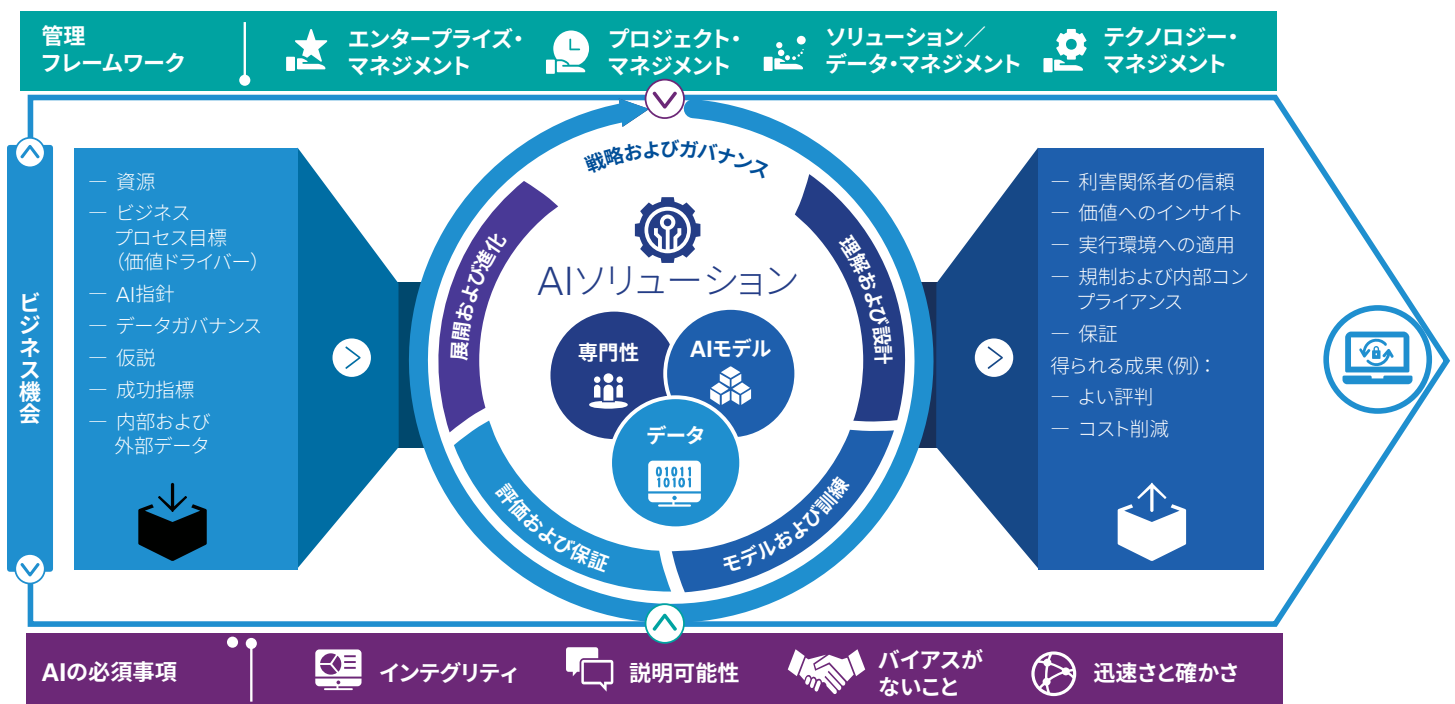 管理
フレームワーク
エンタープライズ・
マネジメント
プロジェクト・
マネジメント
ソリューション／
データ・マネジメント
テクノロジー・
マネジメント
ビジネス機会
— 資源
— ビジネス
プロセス目標
（価値ドライバー）
— AI指針
— データガバナンス
— 仮説
— 成功指標
— 内部および
外部データ
戦略およびガバナンス
AIソリューション
展開および進化
理解および設計
専門性
AIモデル
データ
01011
10101
評価および保証
モデルおよび訓練
— 利害関係者の信頼
— 価値へのインサイト
— 実行環境への適用
— 規制および内部コン
プライアンス
— 保証
得られる成果（例）：
— よい評判
— コスト削減
AIの必須事項
インテグリティ
説明可能性
バイアスが
ないこと
迅速さと確かさ